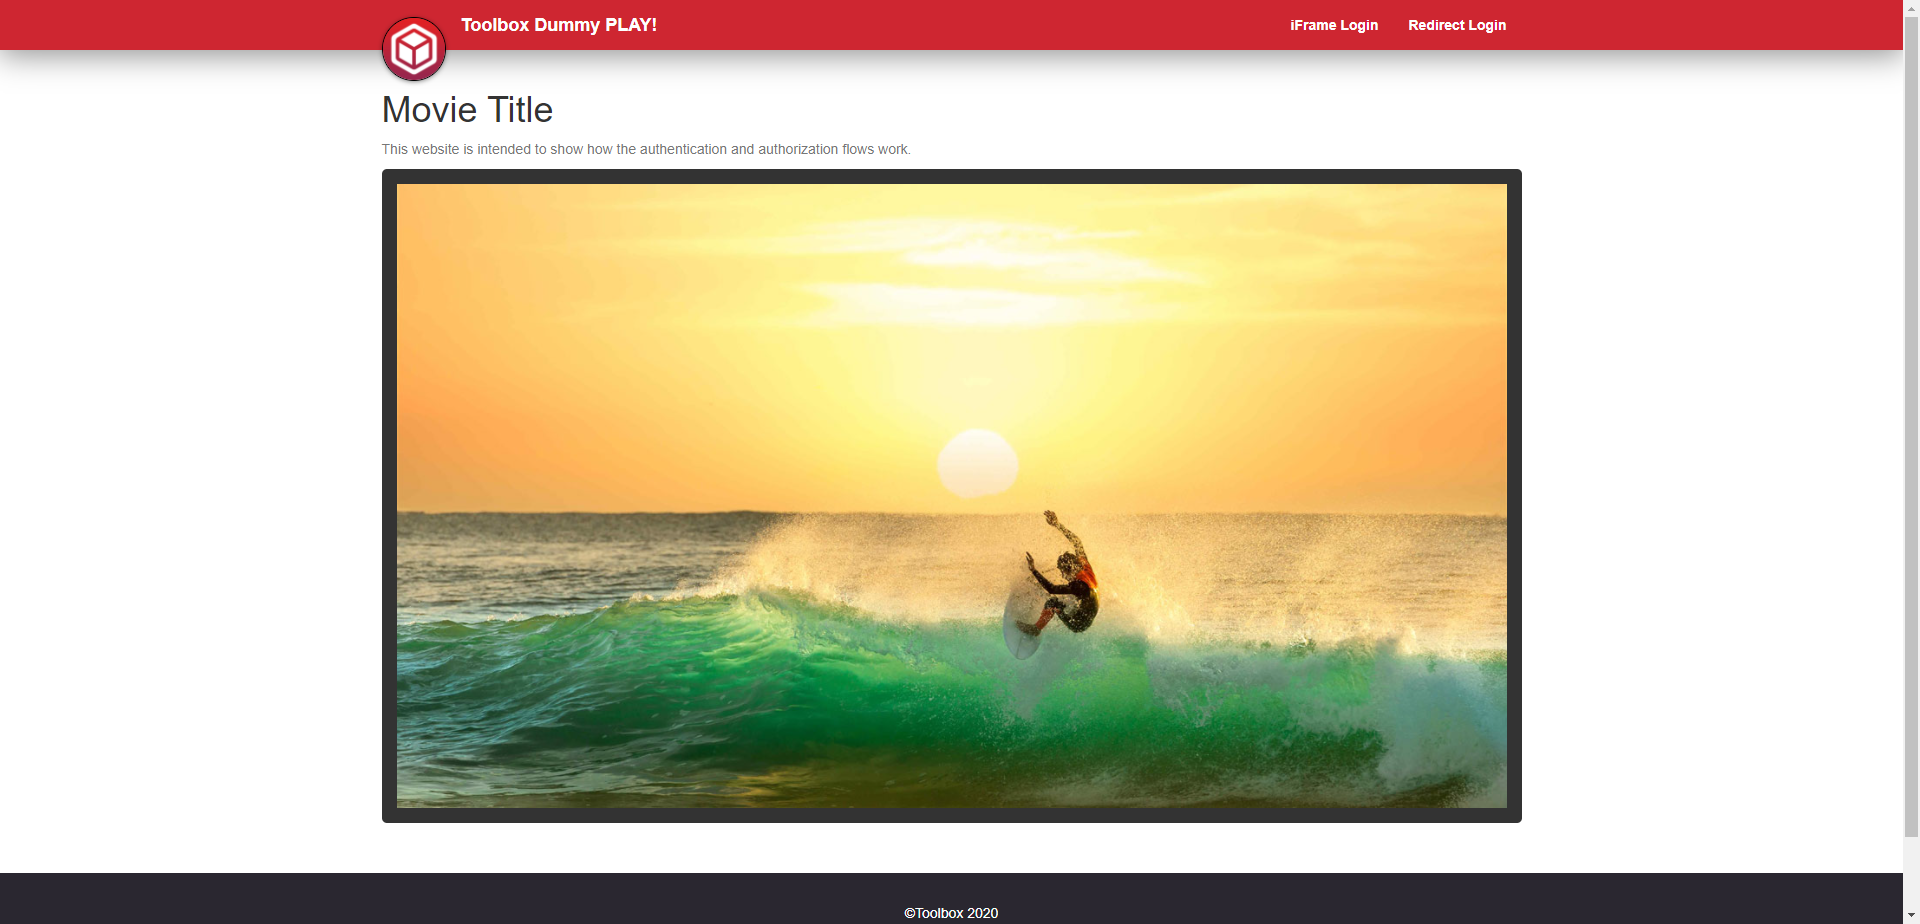 Toolbox Dummy PLAY!
iFrame Login
Redirect Login
Movie Title
This website is intended to show how the authentication and authorization flows work.
©Toolbox 2020